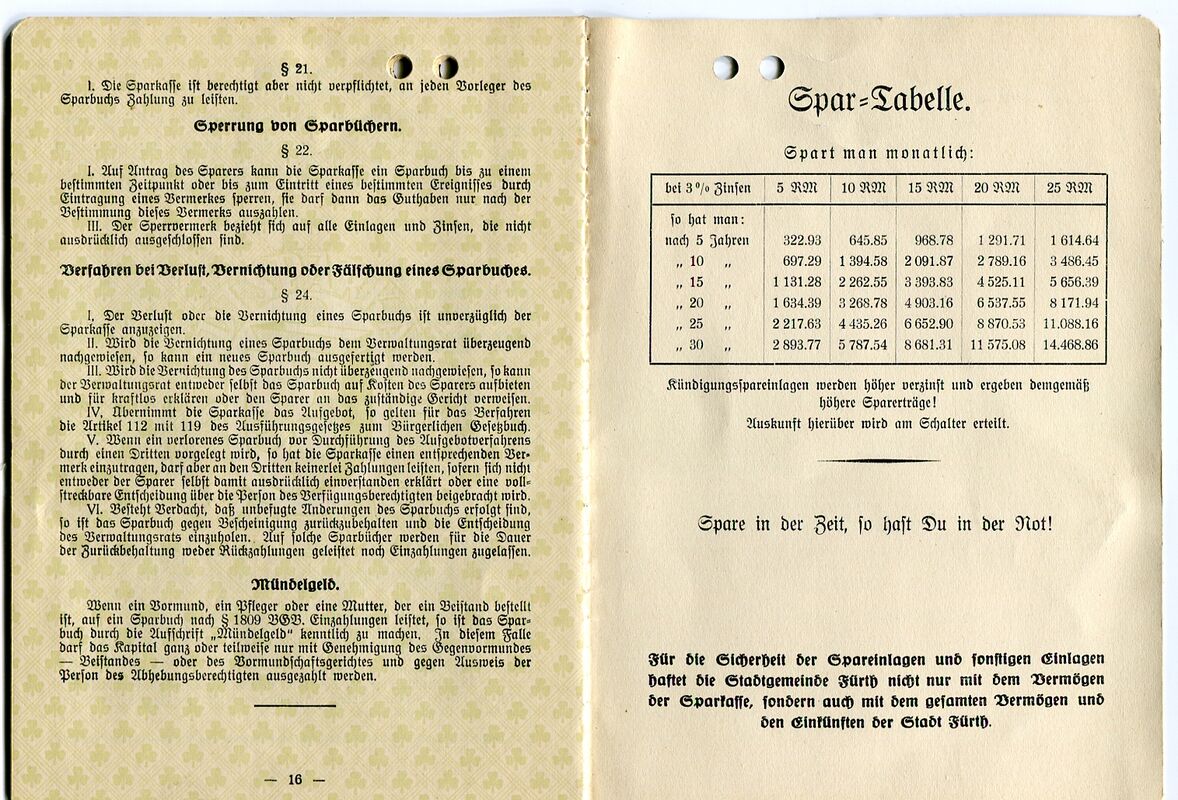 § 21.
I. Die Sparkasse ist berechtigt aber nicht verpflichtet, an jeden Vorleger des
Sparbuchs Zahlung zu leisten.
Sperrung von Sparbüchern.
§ 22.
I. Auf Antrag des Sparers kann die Sparkasse ein Sparbuch bis zu einem
bestimmten Zeitpunkt oder bis zum Eintritt eines bestimmten Ereignisses durch
Eintragung eines Vermerkes sperren, sie darf dann das Guthaben nur nach der
Bestimmung dieses Vermerks auszahlen.
III. Der Sperrvermerk bezieht sich auf alle Einlagen und Zinsen, die nicht
ausdrücklich ausgeschlossen sind.
Verfahren bei Verlust, Vernichtung oder Fälschung eines Sparbuches.
§ 24.
I. Der Verlust oder die Vernichtung eines Sparbuchs ist unverzüglich der
Sparkasse anzuzeigen.
II. Wird die Vernichtung eines Sparbuchs dem Verwaltungsrat überzeugend
nachgewiesen, so kann ein neues Sparbuch ausgefertigt werden.
III. Wird die Vernichtung des Sparbuchs nicht überzeugend nachgewiesen, so kann
der Verwaltungsrat entweder selbst das Sparbuch auf Kosten des Sparers aufbieten
und für kraftlos erklären oder den Sparer an das zuständige Gericht verweisen.
IV. Übernimmt die Sparkasse das Aufgebot, so gelten für das Verfahren
die Artikel 112 mit 119 des Ausführungsgesetzes zum Bürgerlichen Gesetzbuch.
V. Wenn ein verlorenes Sparbuch vor Durchführung des Aufgebotverfahrens
durch einen Dritten vorgelegt wird, so hat die Sparkasse einen entsprechenden Ver-
merk einzutragen, darf aber an den Dritten keinerlei Zahlungen leisten, sofern sich nicht
entweder der Sparer selbst damit ausdrücklich einverstanden erklärt oder eine voll-
streckbare Entscheidung über die Person des Verfügungsberechtigten beigebracht wird.
VI. Besteht Verdacht, daß unbefugte Änderungen des Sparbuchs erfolgt sind,
so ist das Sparbuch gegen Bescheinigung zurückzubehalten und die Entscheidung
des Verwaltungsrats einzuholen. Auf solche Sparbücher werden für die Dauer
der Zurückbehaltung weder Rückzahlungen geleistet noch Einzahlungen zugelassen.
Mündelgeld.
Wenn ein Vormund, ein Pfleger oder eine Mutter, der ein Beistand bestellt
ist, auf ein Sparbuch nach § 1809 BGB. Einzahlungen leistet, so ist das Spar-
buch durch die Aufschrift „Mündelgeld“ kenntlich zu machen. In diesem Falle
darf das Kapital ganz oder teilweise nur mit Genehmigung des Gegenvormundes
— Beistandes — oder des Vormundschaftsgerichtes und gegen Ausweis der
Person des Abhebungsberechtigten ausgezahlt werden.
— 16 —
Spar-Tabelle.
Spart man monatlich:
bei 3% Zinsen 5 RM 10 RM 15 RM 20 RM 25 RM
so hat man:
nach 5 Jahren 322.93 645.85 968.78 1 291.71 1 614.64
„ 10 „ 697.29 1 394.58 2 091.87 2 789.16 3 486.45
„ 15 „ 1 131.28 2 262.55 3 393.83 4 525.11 5 656.39
„ 20 „ 1 634.39 3 268.78 4 903.16 6 537.55 8 171.94
„ 25 „ 2 217.63 4 435.26 6 652.90 8 870.53 11.088.16
„ 30 „ 2 893.77 5 787.54 8 681.31 11 575.08 14.468.86
Kündigungsspareinlagen werden höher verzinst und ergeben demgemäß
höhere Sparerträge!
Auskunft hierüber wird am Schalter erteilt.
Spare in der Zeit, so hast Du in der Not!
Für die Sicherheit der Spareinlagen und sonstigen Einlagen
haftet die Stadtgemeinde Fürth nicht nur mit dem Vermögen
der Sparkasse, sondern auch mit dem gesamten Vermögen und
den Einkünften der Stadt Fürth.